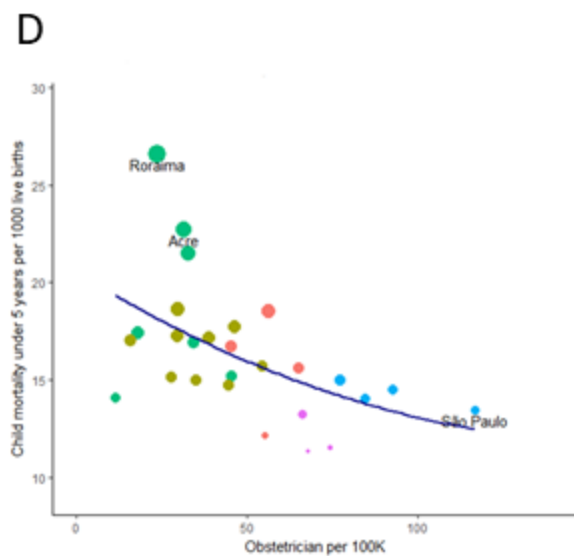 D
30
25
20
15
10
Child mortality under 5 years per 1000 live births
Roraima
Acre
São Paulo
0 50 100
Obstetrician per 100K